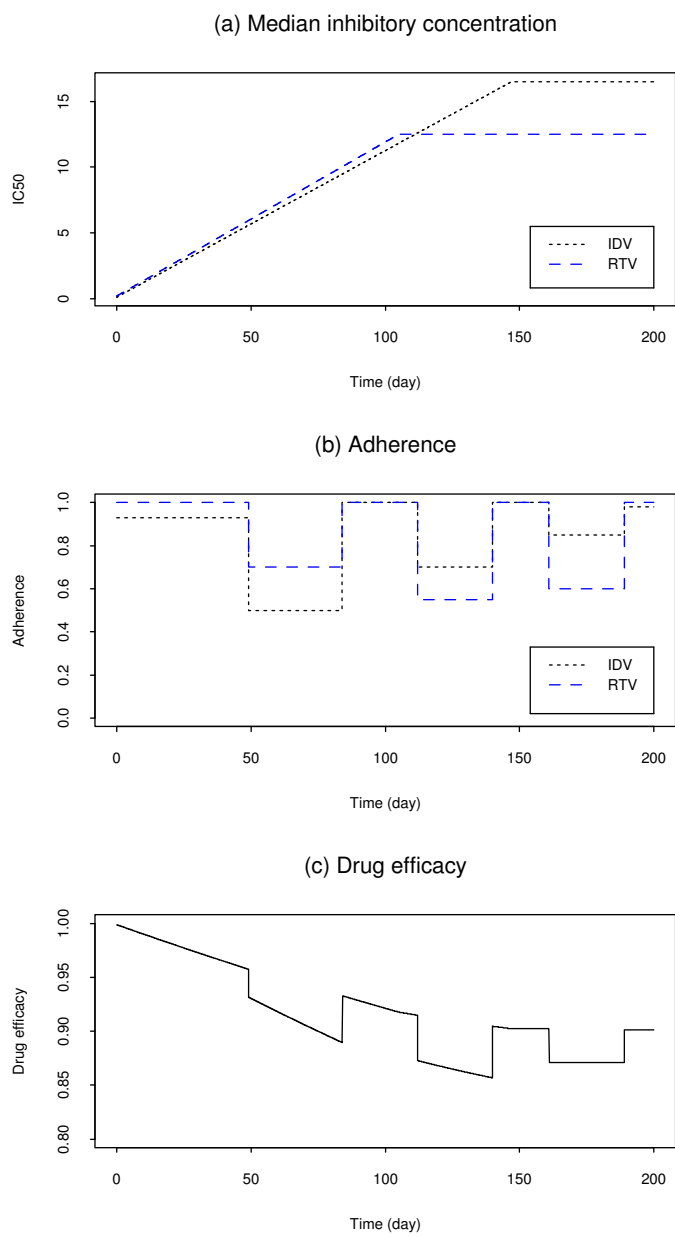 (a) Median inhibitory concentration
IC50
15
10
5
0
IDV
RTV
0 50 100 150 200
Time (day)
(b) Adherence
Adherence
1.0
0.8
0.6
0.4
0.2
0.0
IDV
RTV
0 50 100 150 200
Time (day)
(c) Drug efficacy
Drug efficacy
1.00
0.95
0.90
0.85
0.80
0 50 100 150 200
Time (day)